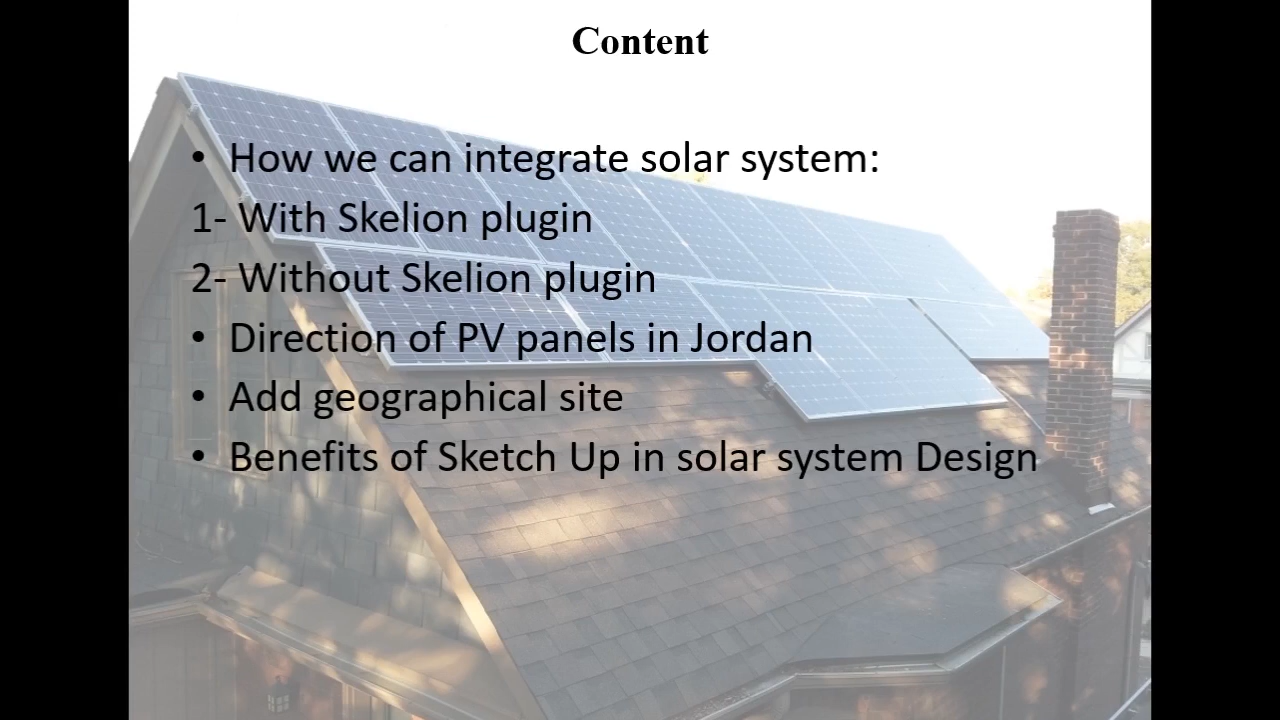 Content
• How we can integrate solar system:
1- With Skelion plugin
2- Without Skelion plugin
• Direction of PV panels in Jordan
• Add geographical site
• Benefits of Sketch Up in solar system Design